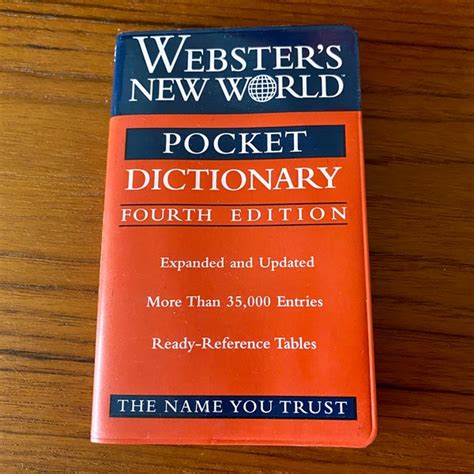 WEBSTER'S
NEW WORLD™
POCKET
DICTIONARY
FOURTH EDITION
Expanded and Updated
More Than 35,000 Entries
Ready-Reference Tables
THE NAME YOU TRUST